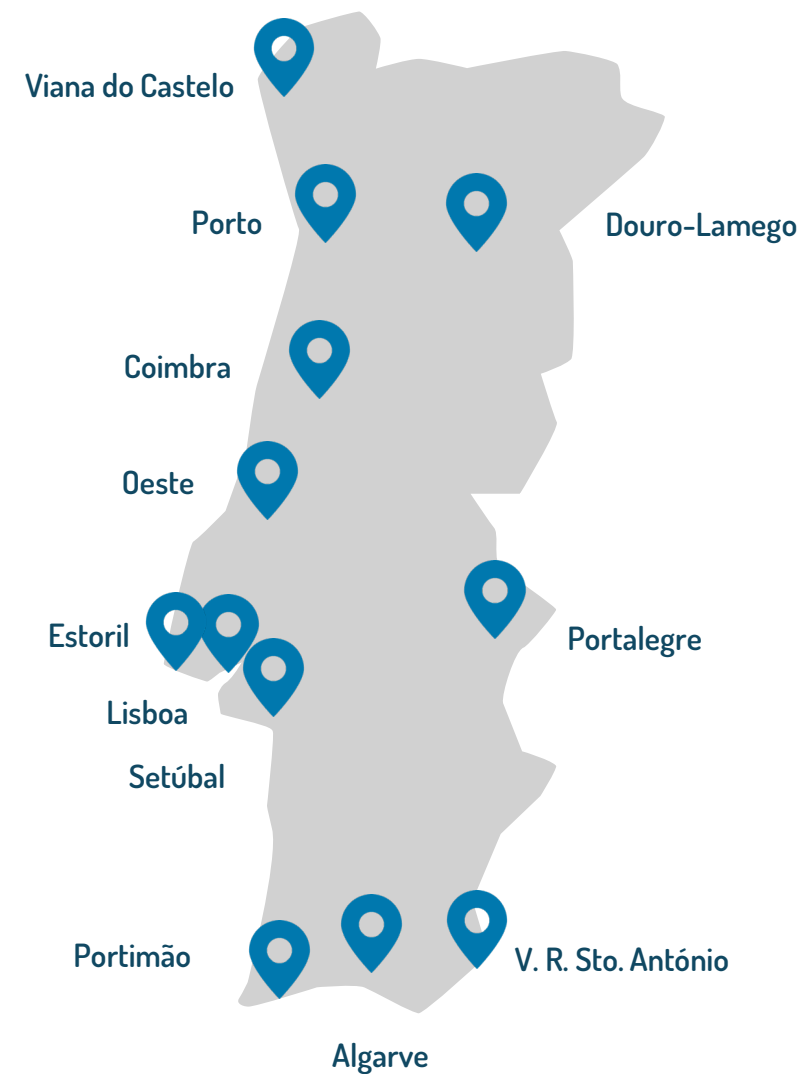 Viana do Castelo
Porto
Douro-Lamego
Coimbra
Oeste
Estoril
Portalegre
Lisboa
Setúbal
Portimão
V. R. Sto. António
Algarve